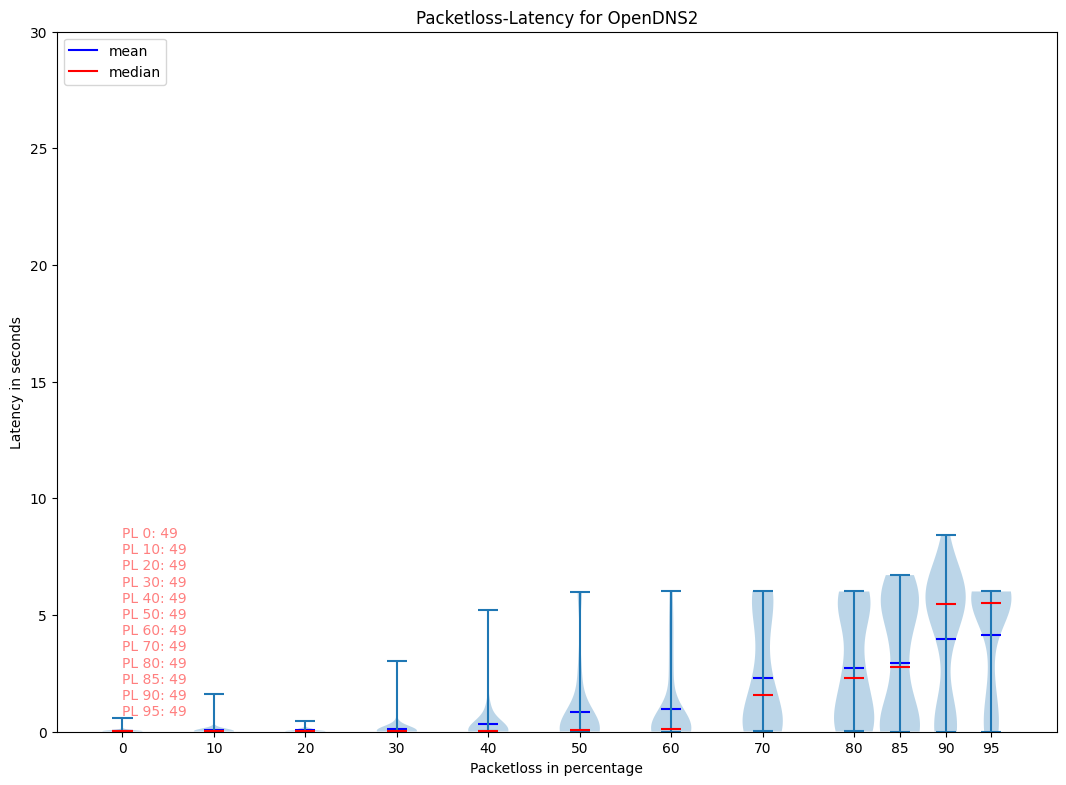 Packetloss-Latency for OpenDNS2
mean
median
30
25
20
15
10
5
0
Latency in seconds
PL 0: 49
PL 10: 49
PL 20: 49
PL 30: 49
PL 40: 49
PL 50: 49
PL 60: 49
PL 70: 49
PL 80: 49
PL 85: 49
PL 90: 49
PL 95: 49
0 10 20 30 40 50 60 70 80 85 90 95
Packetloss in percentage